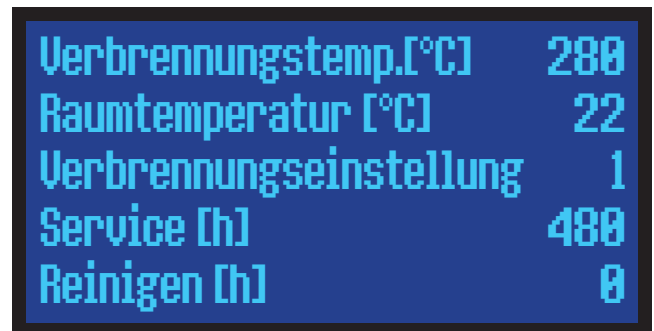 Verbrennungstemp.[°C] 280
Raumtemperatur [°C] 22
Verbrennungseinstellung 1
Service [h] 480
Reinigen [h] 0